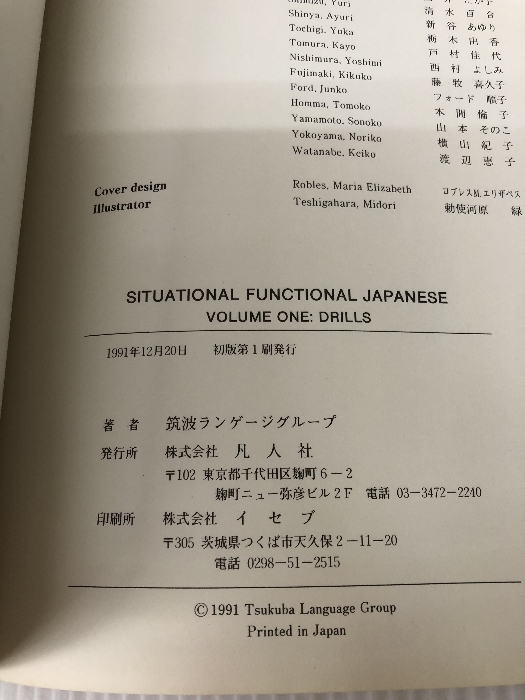 Shimizu, Yuri 清水百合
Shinya, Ayuri 新谷あゆり
Tochigi, Yuka 栃木由香
Tomura, Kayo 戸村佳代
Nishimura, Yoshimi 西村よしみ
Fujimaki, Kikuko 藤牧喜久子
Ford, Junko フォード順子
Homma, Tomoko 本間倫子
Yamamoto, Sonoko 山本そのこ
Yokoyama, Noriko 横山紀子
Watanabe, Keiko 渡辺恵子
Cover design Robles, Maria Elizabeth ロブレスM.エリザベス
Illustrator Teshigahara, Midori 勅使河原 緑
SITUATIONAL FUNCTIONAL JAPANESE
VOLUME ONE: DRILLS
1991年12月20日 初版第1刷発行
著者 筑波ランゲージグループ
発行所 株式会社 凡人社
〒102 東京都千代田区麹町6-2
麹町ニュー弥彦ビル2F 電話 03-3472-2240
印刷所 株式会社 イセブ
〒305 茨城県つくば市天久保2-11-20
電話 0298-51-2515
© 1991 Tsukuba Language Group
Printed in Japan